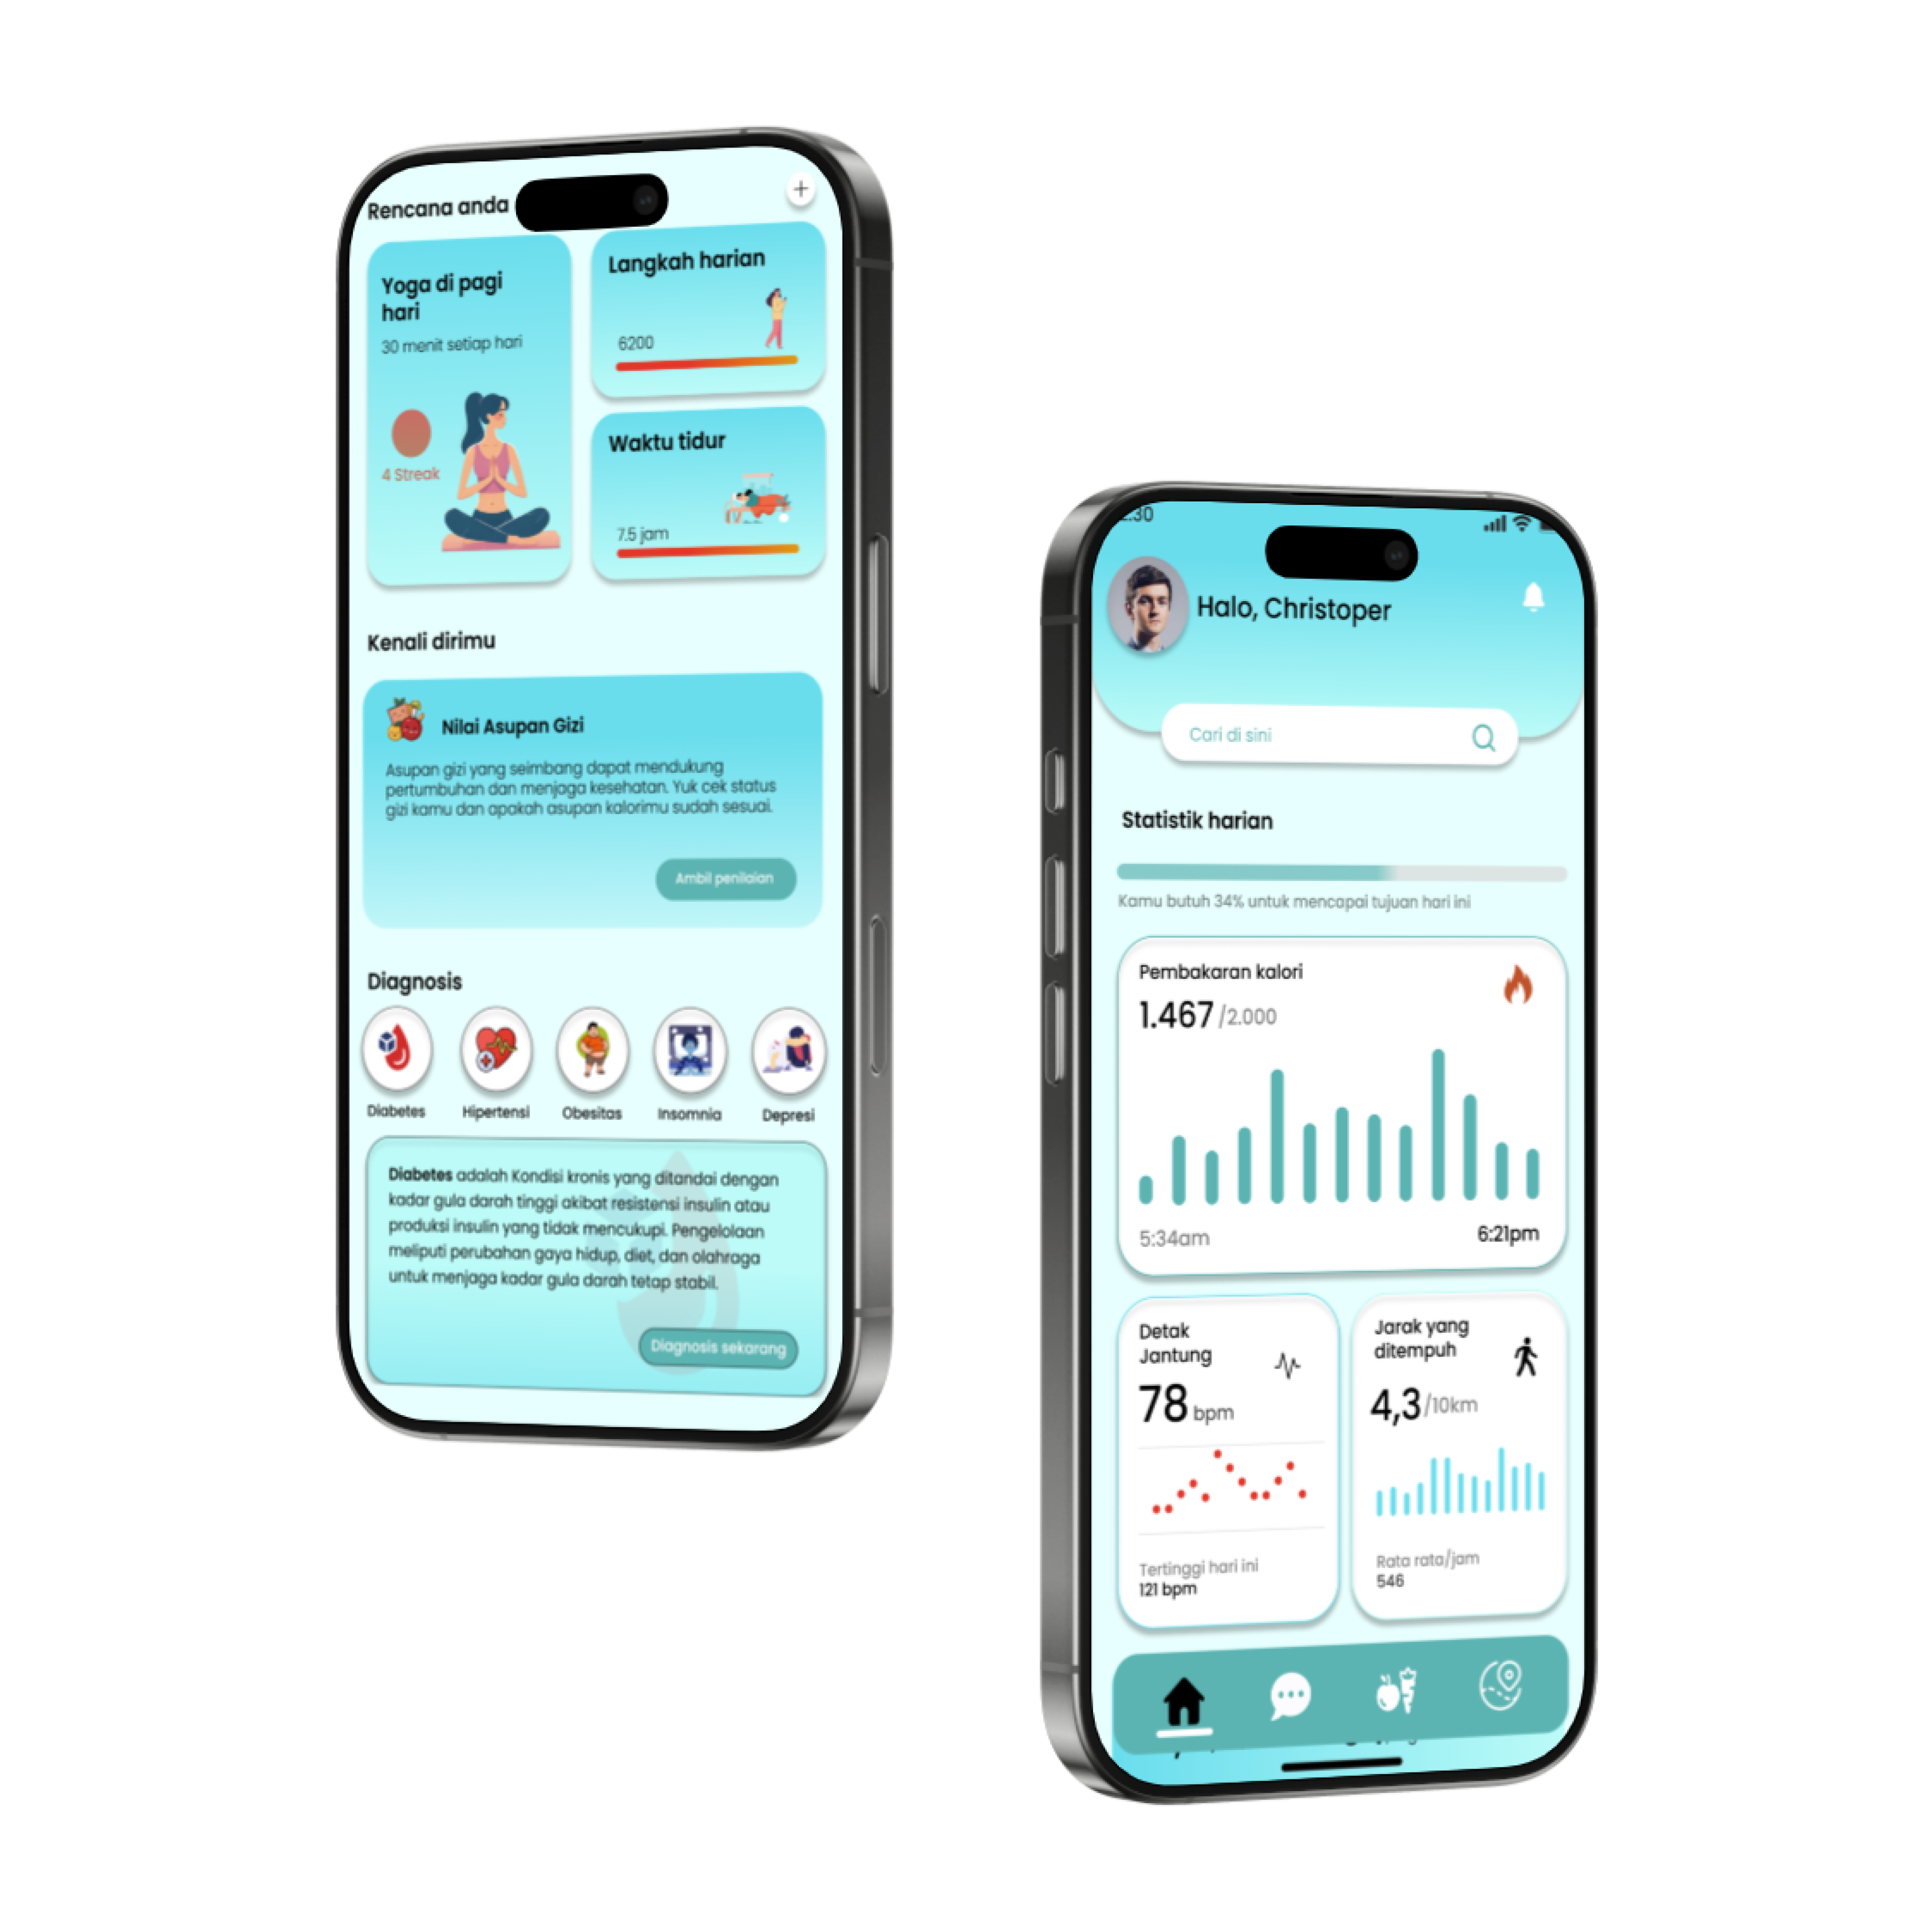 Rencana anda
Yoga di pagi
hari
30 menit setiap hari
4 Streak
Langkah harian
6200
Waktu tidur
7.5 jam
Kenali dirimu
Nilai Asupan Gizi
Asupan gizi yang seimbang dapat mendukung
pertumbuhan dan menjaga kesehatan. Yuk cek status
gizi kamu dan apakah asupan kalorimu sudah sesuai.
Ambil penilaian
Diagnosis
Diabetes
Hipertensi
Obesitas
Insomnia
Depresi
Diabetes adalah Kondisi kronis yang ditandai dengan
kadar gula darah tinggi akibat resistensi insulin atau
produksi insulin yang tidak mencukupi. Pengelolaan
meliputi perubahan gaya hidup, diet, dan olahraga
untuk menjaga kadar gula darah tetap stabil.
Diagnosis sekarang
:30
Halo, Christoper
Cari di sini
Statistik harian
Kamu butuh 34% untuk mencapai tujuan hari ini
Pembakaran kalori
1.467 /2.000
5:34am
6:21pm
Detak
Jantung
78 bpm
Tertinggi hari ini
121 bpm
Jarak yang
ditempuh
4,3 /10km
Rata rata/jam
546